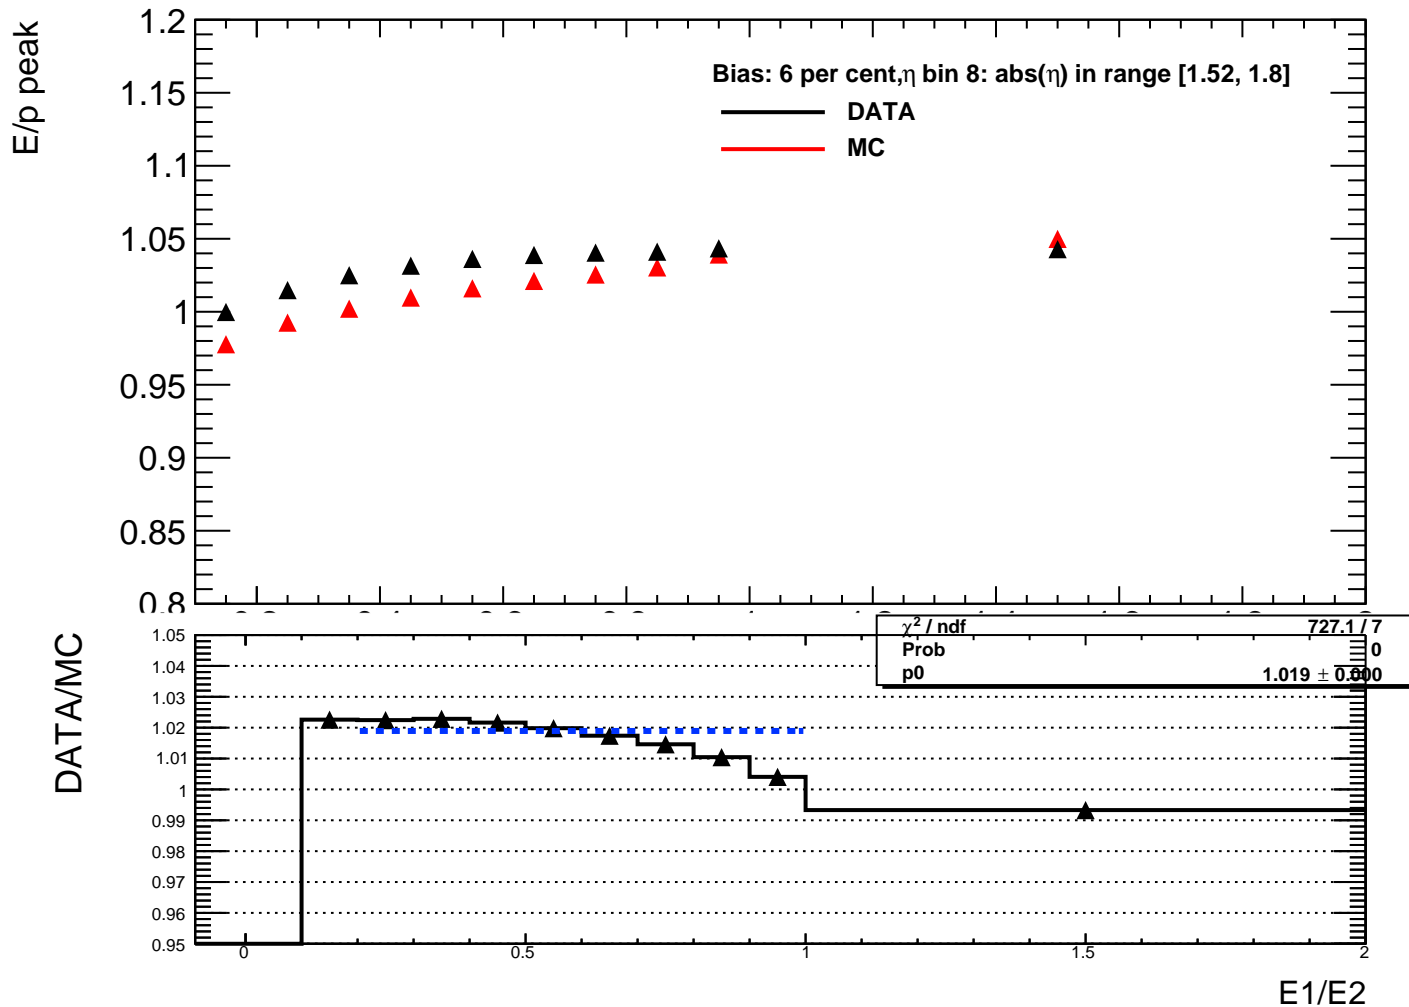 E/p peak
1.2
1.15
1.1
1.05
1
0.95
0.9
0.85
0.8
Bias: 6 per cent,η bin 8: abs(η) in range [1.52, 1.8]
DATA
MC
DATA/MC
1.05
1.04
1.03
1.02
1.01
1
0.99
0.98
0.97
0.96
0.95
χ² / ndf 727.1 / 7
Prob 0
p0 1.019 ± 0.000
0 0.5 1 1.5 2
E1/E2